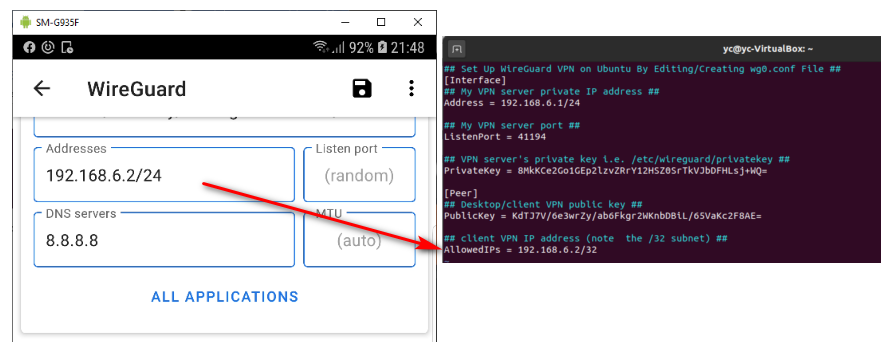 SM-G935F
92% 21:48
WireGuard
Addresses
192.168.6.2/24
Listen port
(random)
DNS servers
8.8.8.8
MTU
(auto)
ALL APPLICATIONS
yc@yc-VirtualBox: ~
## Set Up WireGuard VPN on Ubuntu By Editing/Creating wg0.conf File ##
[Interface]
## My VPN server private IP address ##
Address = 192.168.6.1/24
## My VPN server port ##
ListenPort = 41194
## VPN server's private key i.e. /etc/wireguard/privatekey ##
PrivateKey = 8MkKCe2Go1GEp2lzvZRrY12HSZ0SrTkVJbDFHLsj+WQ=
[Peer]
## Desktop/client VPN public key ##
PublicKey = KdTJ7V/6e3wrZy/ab6Fkgr2WKnbDBiL/65VaKc2F8AE=
## client VPN IP address (note the /32 subnet) ##
AllowedIPs = 192.168.6.2/32